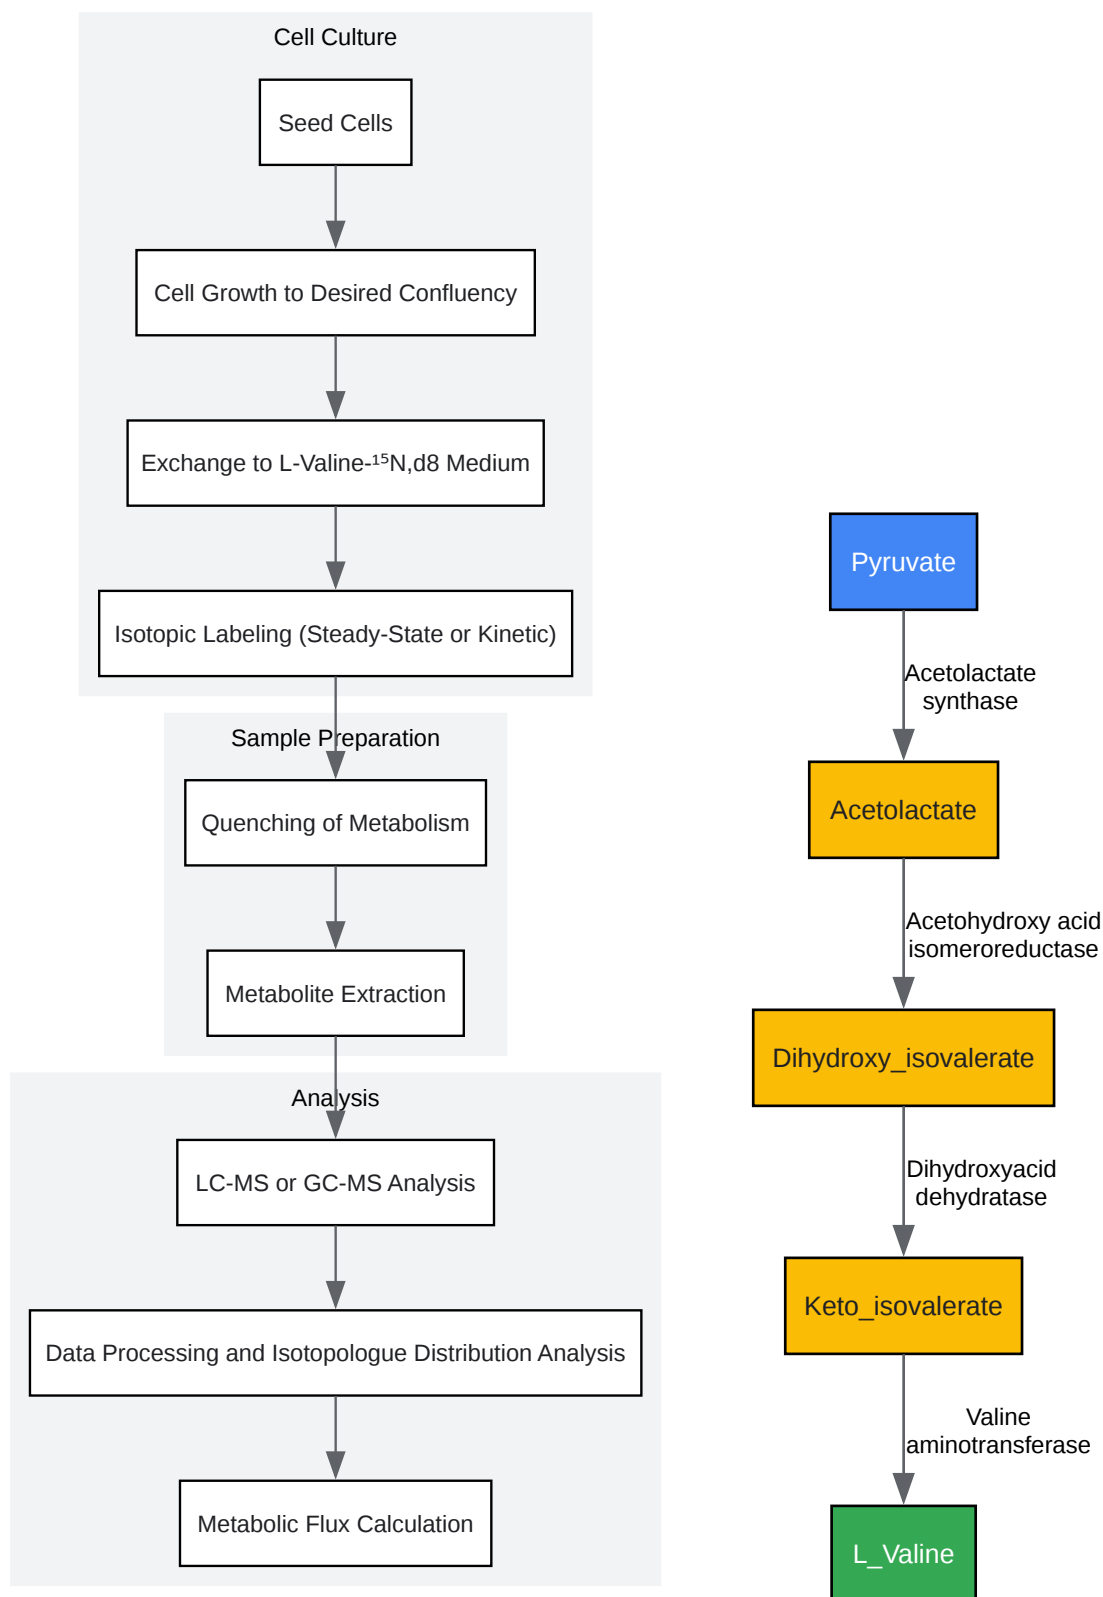 Cell Culture
Seed Cells
Cell Growth to Desired Confluency
Exchange to L-Valine-¹⁵N,d8 Medium
Isotopic Labeling (Steady-State or Kinetic)
Sample Preparation
Quenching of Metabolism
Metabolite Extraction
Analysis
LC-MS or GC-MS Analysis
Data Processing and Isotopologue Distribution Analysis
Metabolic Flux Calculation
Pyruvate
Acetolactate
synthase
Acetolactate
Acetohydroxy acid
isomeroreductase
Dihydroxy_isovalerate
Dihydroxyacid
dehydratase
Keto_isovalerate
Valine
aminotransferase
L_Valine